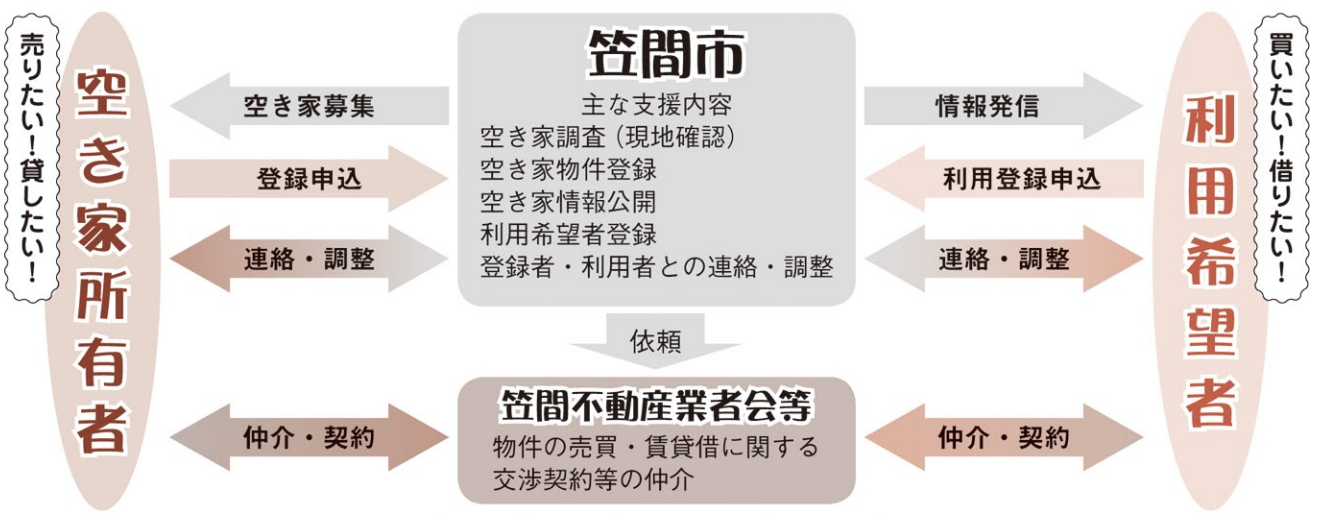 売りたい!貸したい!
空き家所有者
空き家募集
登録申込
連絡・調整
仲介・契約
笠間市
主な支援内容
空き家調査(現地確認)
空き家物件登録
空き家情報公開
利用希望者登録
登録者・利用者との連絡・調整
依頼
笠間不動産業者会等
物件の売買・賃貸借に関する
交渉契約等の仲介
情報発信
利用登録申込
連絡・調整
仲介・契約
利用希望者
買いたい!借りたい!